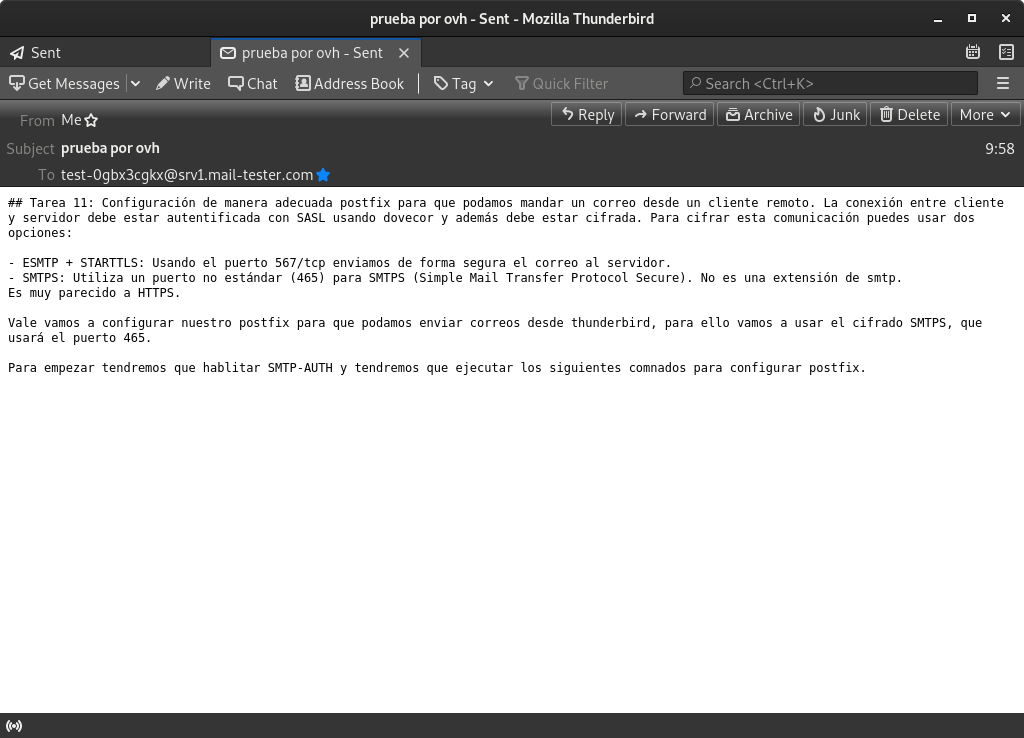 prueba por ovh - Sent - Mozilla Thunderbird
Sent
prueba por ovh - Sent
Get Messages Write Chat Address Book Tag Quick Filter Search <Ctrl+K>
From Me Reply Forward Archive Junk Delete More
Subject prueba por ovh 9:58
To test-0gbx3cgkx@srv1.mail-tester.com
## Tarea 11: Configuración de manera adecuada postfix para que podamos mandar un correo desde un cliente remoto. La conexión entre cliente
y servidor debe estar autentificada con SASL usando dovecor y además debe estar cifrada. Para cifrar esta comunicación puedes usar dos
opciones:
- ESMTP + STARTTLS: Usando el puerto 567/tcp enviamos de forma segura el correo al servidor.
- SMTPS: Utiliza un puerto no estándar (465) para SMTPS (Simple Mail Transfer Protocol Secure). No es una extensión de smtp.
Es muy parecido a HTTPS.
Vale vamos a configurar nuestro postfix para que podamos enviar correos desde thunderbird, para ello vamos a usar el cifrado SMTPS, que
usará el puerto 465.
Para empezar tendremos que hablitar SMTP-AUTH y tendremos que ejecutar los siguientes comnados para configurar postfix.